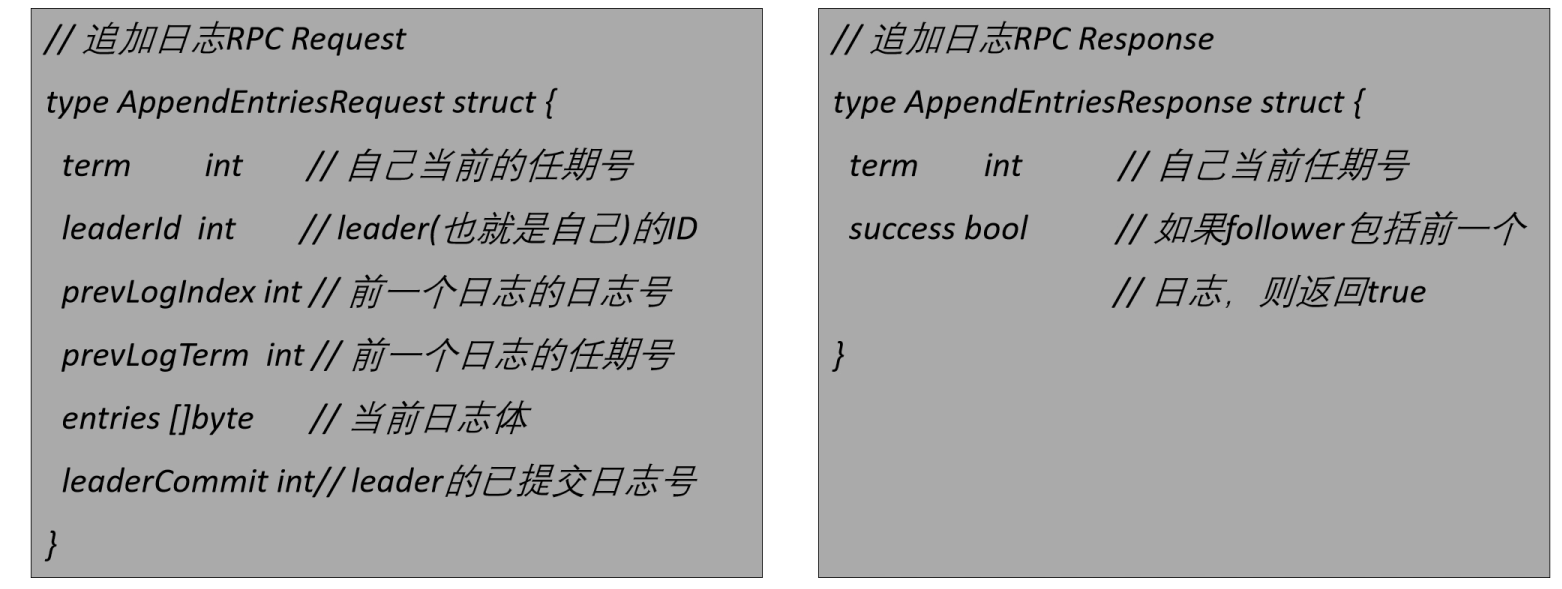 // 追加日志RPC Request
type AppendEntriesRequest struct {
term int // 自己当前的任期号
leaderId int // leader(也就是自己)的ID
prevLogIndex int // 前一个日志的日志号
prevLogTerm int // 前一个日志的任期号
entries []byte // 当前日志体
leaderCommit int// leader的已提交日志号
}
// 追加日志RPC Response
type AppendEntriesResponse struct {
term int // 自己当前任期号
success bool // 如果follower包括前一个
// 日志，则返回true
}